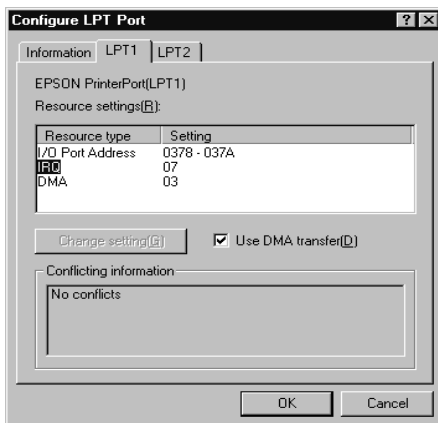 Configure LPT Port
Information LPT1 LPT2
EPSON PrinterPort(LPT1)
Resource settings(R):
Resource type Setting
I/O Port Address 0378 - 037A
IRQ 07
DMA 03
Change setting(G) Use DMA transfer(D)
Conflicting information
No conflicts
OK Cancel